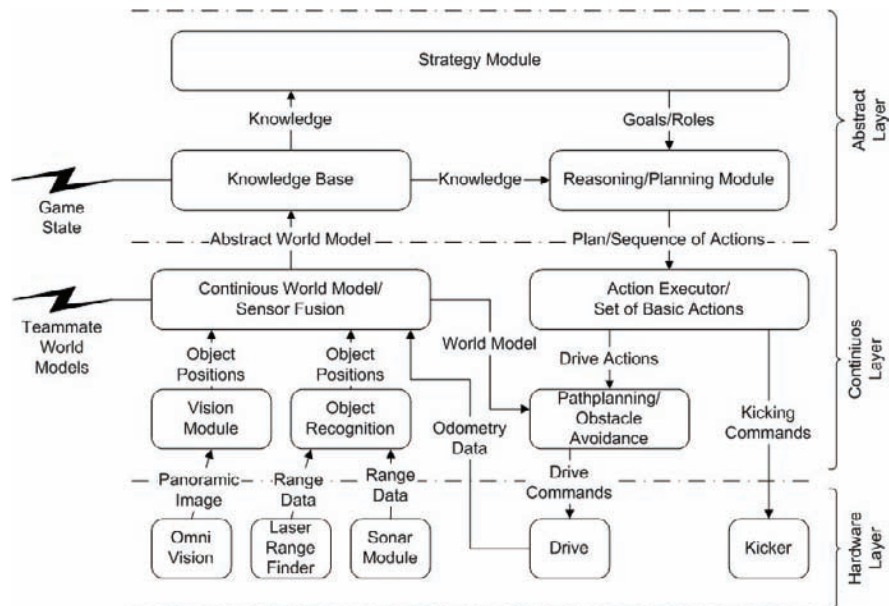 Strategy Module
Knowledge
Goals/Roles
Abstract
Layer
Knowledge Base
Knowledge
Reasoning/Planning Module
Game
State
Abstract World Model
Plan/Sequence of Actions
Continious World Model/
Sensor Fusion
Action Executor/
Set of Basic Actions
Teammate
World
Models
Object
Positions
Object
Positions
World Model
Drive Actions
Continiuos
Layer
Vision
Module
Object
Recognition
Odometry
Data
Pathplanning/
Obstacle
Avoidance
Kicking
Commands
Panoramic
Image
Range
Data
Range
Data
Drive
Commands
Omni
Vision
Laser
Range
Finder
Sonar
Module
Drive
Kicker
Hardware
Layer